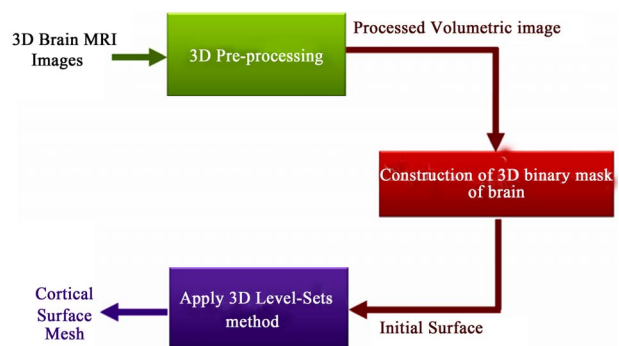 3D Brain MRI
Images
3D Pre-processing
Processed Volumetric image
Construction of 3D binary mask
of brain
Initial Surface
Apply 3D Level-Sets
method
Cortical
Surface
Mesh